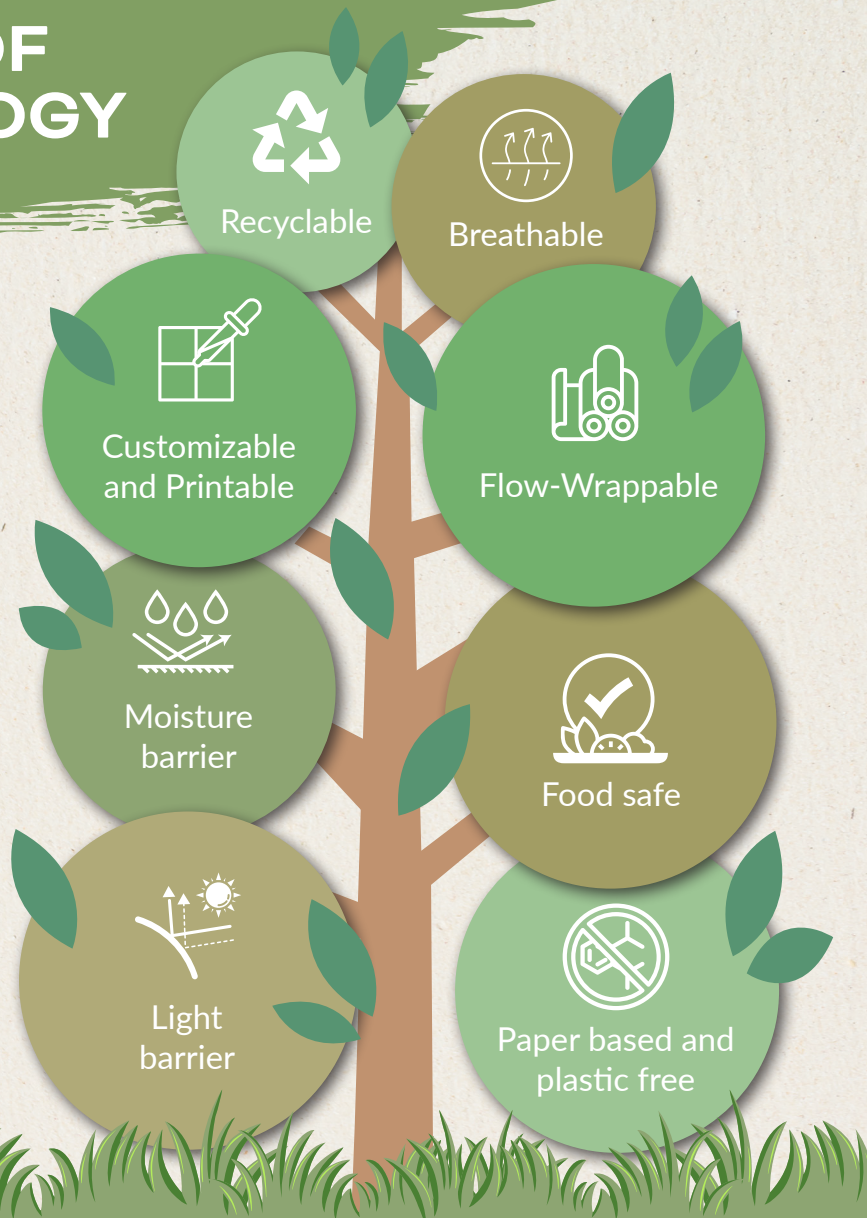 OF
OGY
Recyclable
Breathable
Customizable
and Printable
Flow-Wrappable
Moisture
barrier
Food safe
Light
barrier
Paper based and
plastic free